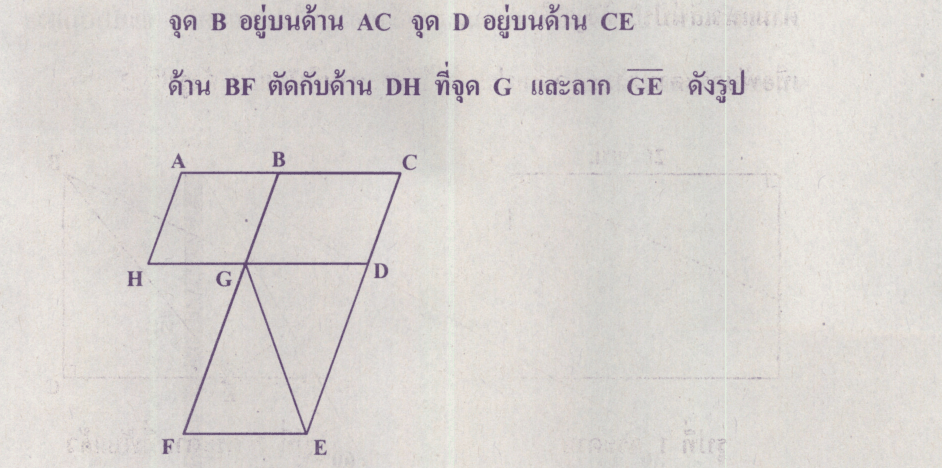 จุด B อยู่บนด้าน AC จุด D อยู่บนด้าน CE
ด้าน BF ตัดกับด้าน DH ที่จุด G และลาก GE ดังรูป
A B C
H G D
F E